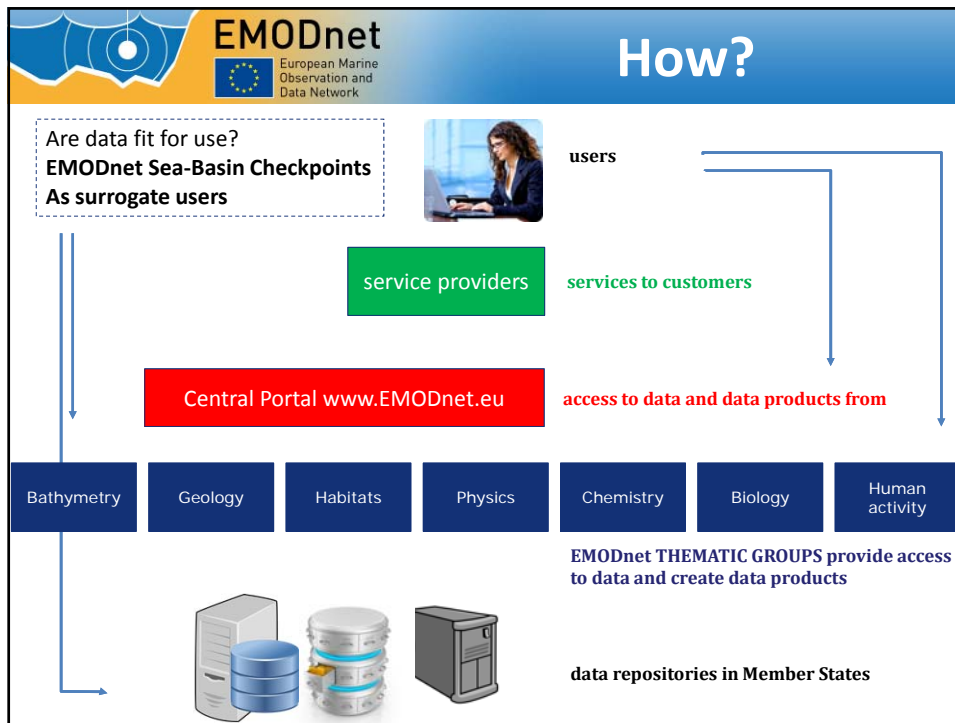 EMODnet
European Marine
Observation and
Data Network
How?
Are data fit for use?
EMODnet Sea-Basin Checkpoints
As surrogate users
users
service providers
services to customers
Central Portal www.EMODnet.eu
access to data and data products from
Bathymetry
Geology
Habitats
Physics
Chemistry
Biology
Human
activity
EMODnet THEMATIC GROUPS provide access
to data and create data products
data repositories in Member States